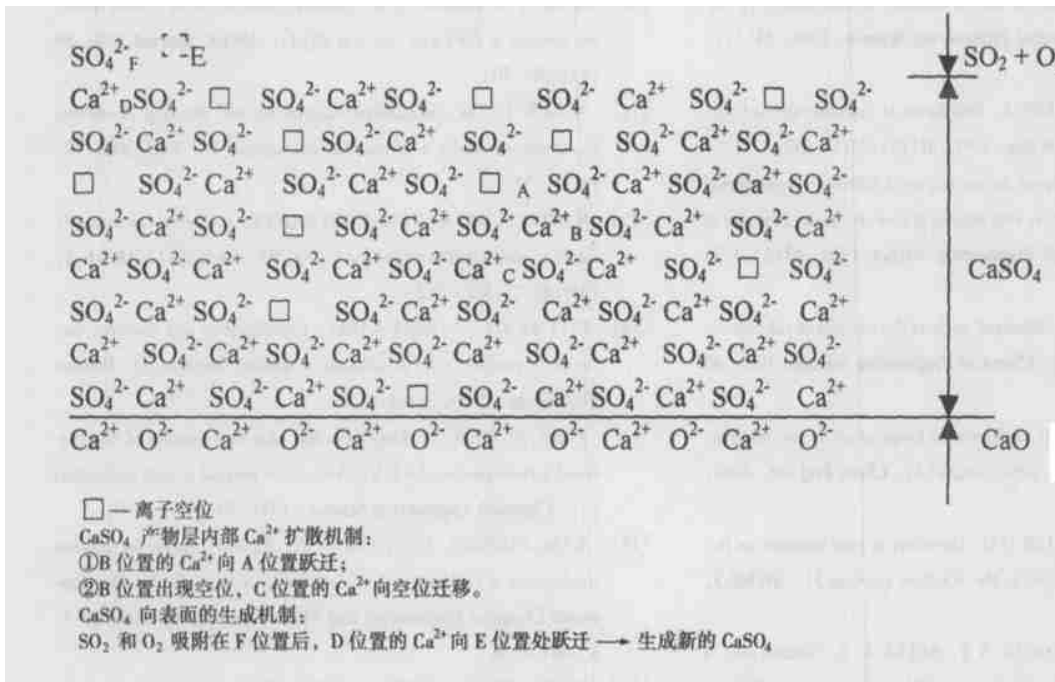 SO₄²⁻ F E SO₂ + O
Ca²⁺ D SO₄²⁻ □ SO₄²⁻ Ca²⁺ SO₄²⁻ □ SO₄²⁻ Ca²⁺ SO₄²⁻ □ SO₄²⁻
SO₄²⁻ Ca²⁺ SO₄²⁻ □ SO₄²⁻ Ca²⁺ SO₄²⁻ □ SO₄²⁻ Ca²⁺ SO₄²⁻ Ca²⁺
□ SO₄²⁻ Ca²⁺ SO₄²⁻ Ca²⁺ SO₄²⁻ □ A SO₄²⁻ Ca²⁺ SO₄²⁻ Ca²⁺ SO₄²⁻
SO₄²⁻ Ca²⁺ SO₄²⁻ □ SO₄²⁻ Ca²⁺ SO₄²⁻ Ca²⁺ B SO₄²⁻ Ca²⁺ SO₄²⁻ Ca²⁺
Ca²⁺ SO₄²⁻ Ca²⁺ SO₄²⁻ Ca²⁺ SO₄²⁻ Ca²⁺ C SO₄²⁻ Ca²⁺ SO₄²⁻ □ SO₄²⁻ CaSO₄
SO₄²⁻ Ca²⁺ SO₄²⁻ □ SO₄²⁻ Ca²⁺ SO₄²⁻ Ca²⁺ SO₄²⁻ Ca²⁺ SO₄²⁻ Ca²⁺
Ca²⁺ SO₄²⁻ Ca²⁺ SO₄²⁻ Ca²⁺ SO₄²⁻ Ca²⁺ SO₄²⁻ Ca²⁺ SO₄²⁻ Ca²⁺ SO₄²⁻
SO₄²⁻ Ca²⁺ SO₄²⁻ Ca²⁺ SO₄²⁻ □ SO₄²⁻ Ca²⁺ SO₄²⁻ Ca²⁺ SO₄²⁻ Ca²⁺
Ca²⁺ O²⁻ Ca²⁺ O²⁻ Ca²⁺ O²⁻ Ca²⁺ O²⁻ Ca²⁺ O²⁻ Ca²⁺ O²⁻ CaO
□ — 离子空位
CaSO₄ 产物层内部 Ca²⁺ 扩散机制：
①B 位置的 Ca²⁺ 向 A 位置跃迁；
②B 位置出现空位，C 位置的 Ca²⁺ 向空位迁移。
CaSO₄ 向表面的生成机制：
SO₂ 和 O₂ 吸附在 F 位置后，D 位置的 Ca²⁺ 向 E 位置处跃迁 → 生成新的 CaSO₄